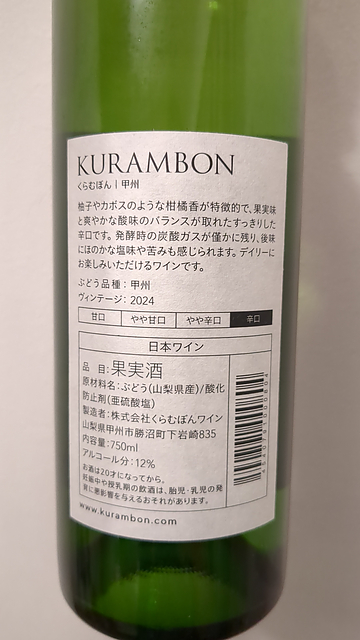 KURAMBON
くらむぼん | 甲州
柚子やカボスのような柑橘香が特徴的で、果実味
と爽やかな酸味のバランスが取れたすっきりした
辛口です。発酵時の炭酸ガスが僅かに残り、後味
にほのかな塩味や苦みも感じられます。デイリーに
お楽しみいただけるワインです。
ぶどう品種：甲州
ヴィンテージ：2024
甘口 やや甘口 やや辛口 辛口
日本ワイン
品 目：果実酒
原材料名：ぶどう(山梨県産)/酸化
防止剤(亜硫酸塩)
製造者：株式会社くらむぼんワイン
山梨県甲州市勝沼町下岩崎835
内容量：750ml
アルコール分：12%
お酒は20才になってから。
妊娠中や授乳期の飲酒は、胎児・乳児の発
育に悪影響を与えるおそれがあります。
www.kurambon.com